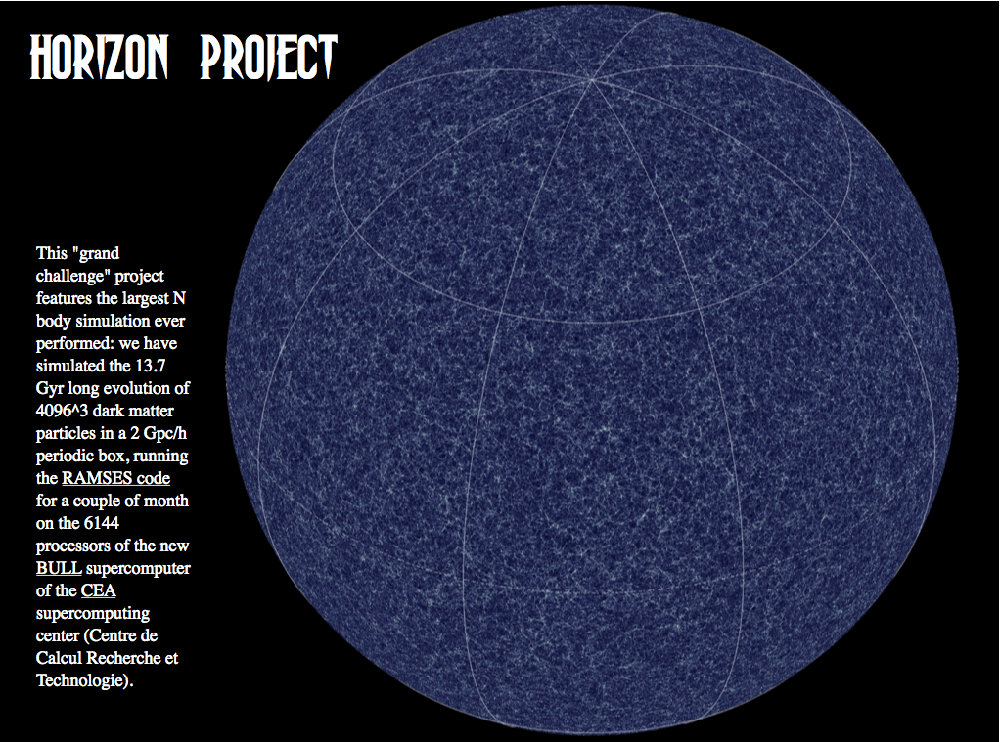 HORIZON PROJECT
This "grand
challenge" project
features the largest N
body simulation ever
performed: we have
simulated the 13.7
Gyr long evolution of
4096^3 dark matter
particles in a 2 Gpc/h
periodic box, running
the RAMSES code
for a couple of month
on the 6144
processors of the new
BULL supercomputer
of the CEA
supercomputing
center (Centre de
Calcul Recherche et
Technologie).